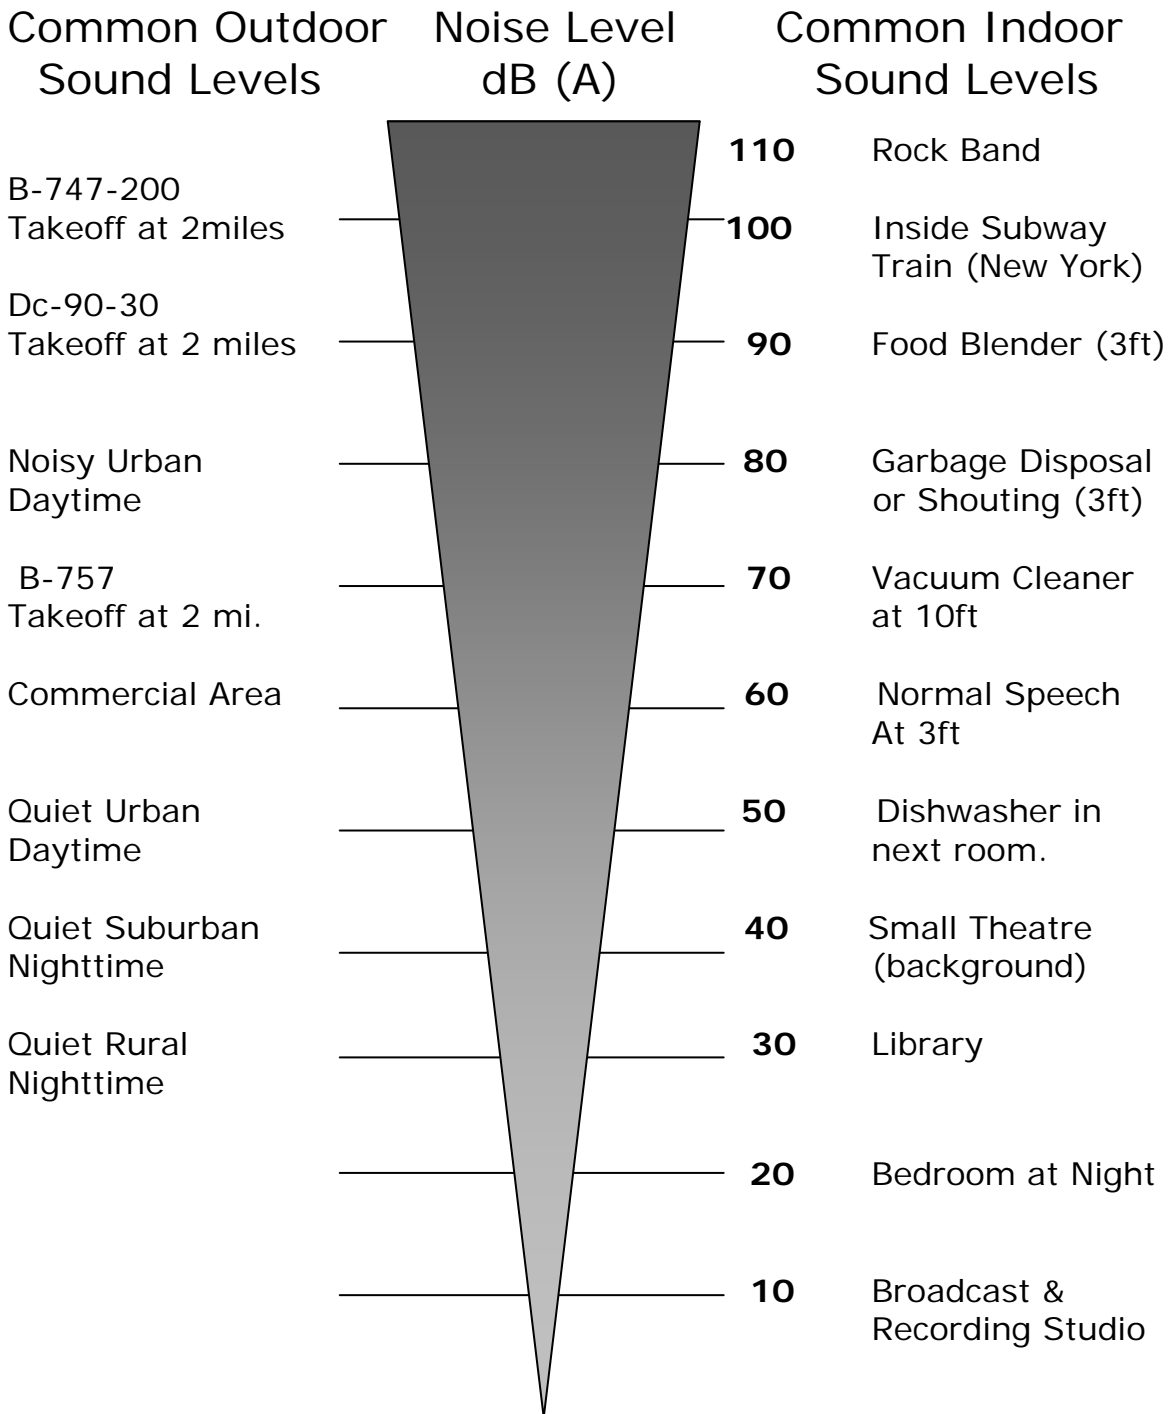 Common Outdoor
Sound Levels
Noise Level
dB (A)
Common Indoor
Sound Levels
110 Rock Band
B-747-200
Takeoff at 2miles
100 Inside Subway
Train (New York)
Dc-90-30
Takeoff at 2 miles
90 Food Blender (3ft)
Noisy Urban
Daytime
80 Garbage Disposal
or Shouting (3ft)
B-757
Takeoff at 2 mi.
70 Vacuum Cleaner
at 10ft
Commercial Area
60 Normal Speech
At 3ft
Quiet Urban
Daytime
50 Dishwasher in
next room.
Quiet Suburban
Nighttime
40 Small Theatre
(background)
Quiet Rural
Nighttime
30 Library
20 Bedroom at Night
10 Broadcast &
Recording Studio